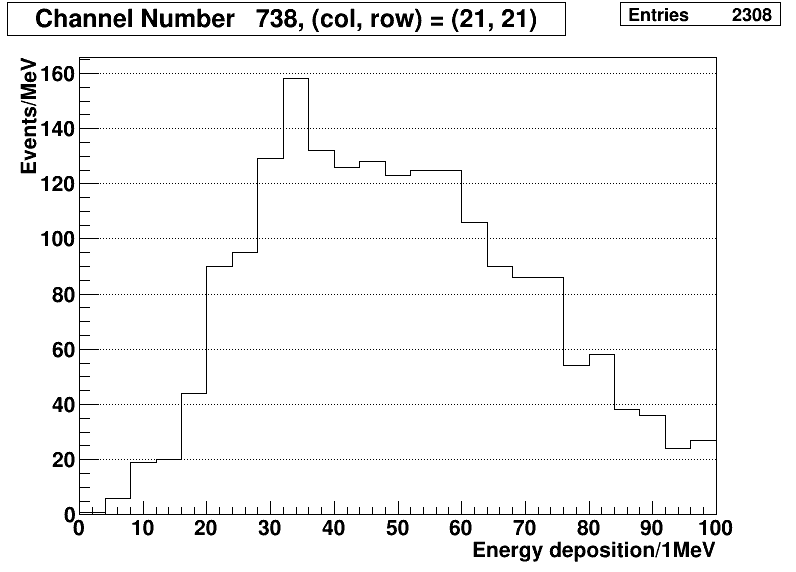 Channel Number 738, (col, row) = (21, 21)
Entries 2308
Events/MeV
160
140
120
100
80
60
40
20
0
0 10 20 30 40 50 60 70 80 90 100
Energy deposition/1MeV